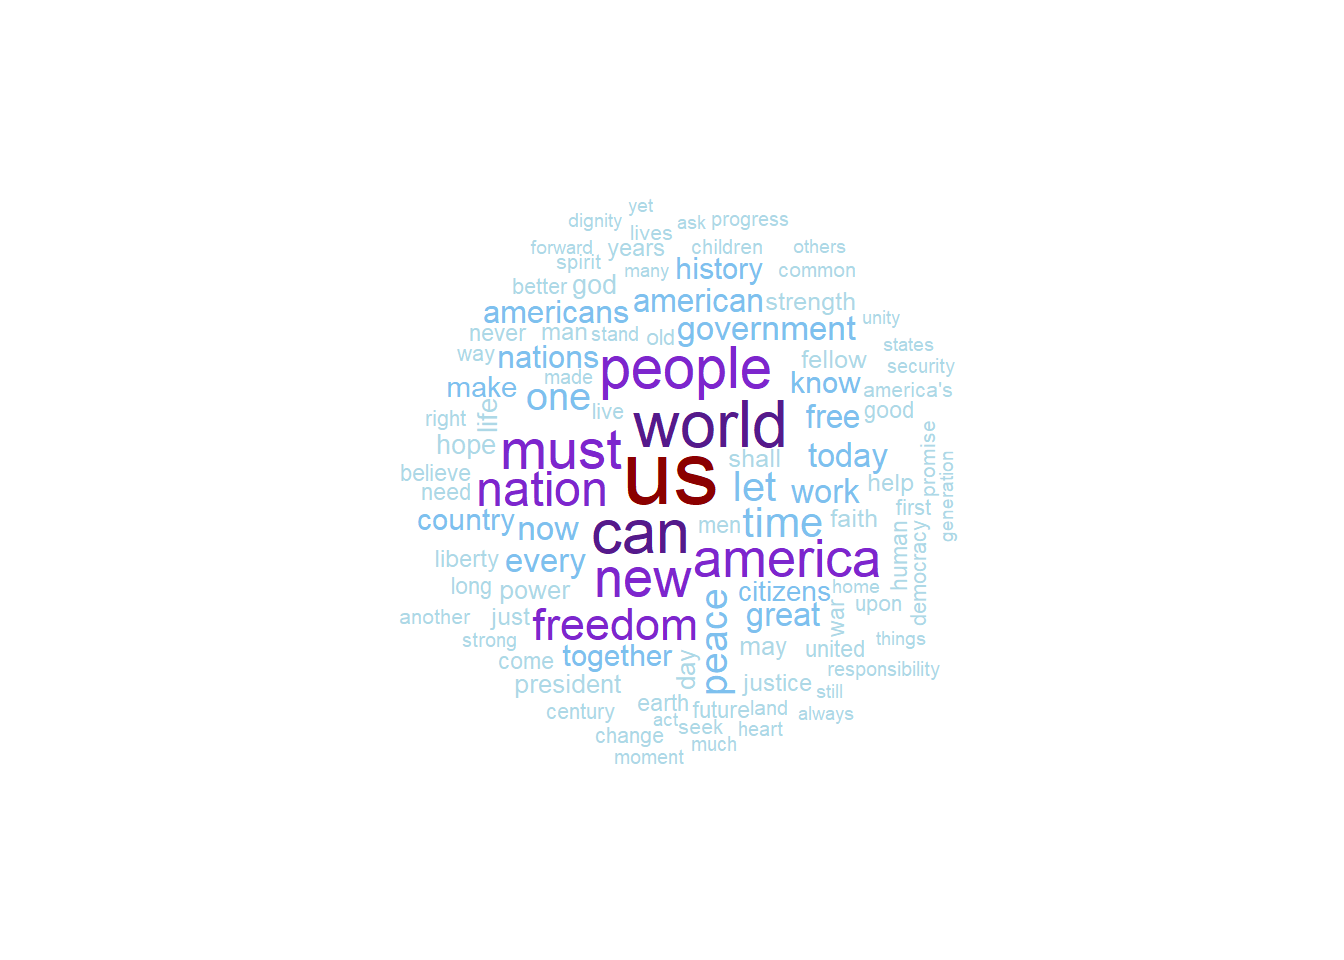 yet
dignity
ask progress
lives
forward years children others
spirit many history common
better god
americans american strength
never man stand old government unity
way nations people fellow states
made security
make one know america's
right life live world free good
hope must shall today promise
believe
need nation us let work help generation
country now can men time faith first
liberty every america human democracy
long power new citizens home
another just freedom peace great war upon
strong together day may united things
come responsibility
president justice still
century earth future land always
change act seek heart
moment much